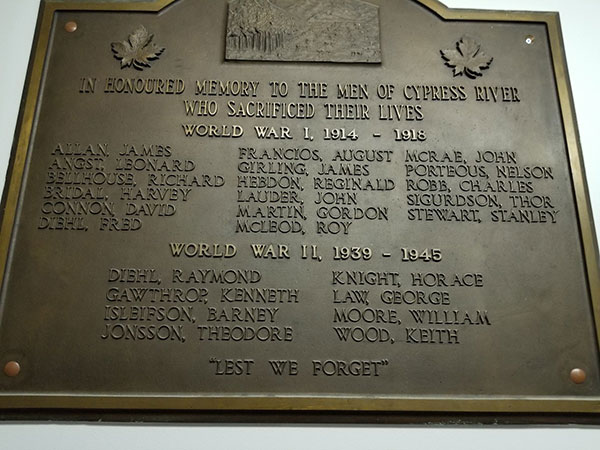 IN HONOURED MEMORY TO THE MEN OF CYPRESS RIVER
WHO SACRIFICED THEIR LIVES
WORLD WAR I, 1914 - 1918
ALLAN, JAMES
ANGST, LEONARD
BELLHOUSE, RICHARD
BRIDAL, HARVEY
CONNON, DAVID
DIEHL, FRED
FRANCIOS, AUGUST
GIRLING, JAMES
HEBDON, REGINALD
LAUDER, JOHN
MARTIN, GORDON
McLEOD, ROY
MCRAE, JOHN
PORTEOUS, NELSON
ROBB, CHARLES
SIGURDSON, THOR
STEWART, STANLEY
WORLD WAR II, 1939 - 1945
DIEHL, RAYMOND
GAWTHROP, KENNETH
ISLEIFSON, BARNEY
JONSSON, THEODORE
KNIGHT, HORACE
LAW, GEORGE
MOORE, WILLIAM
WOOD, KEITH
"LEST WE FORGET"